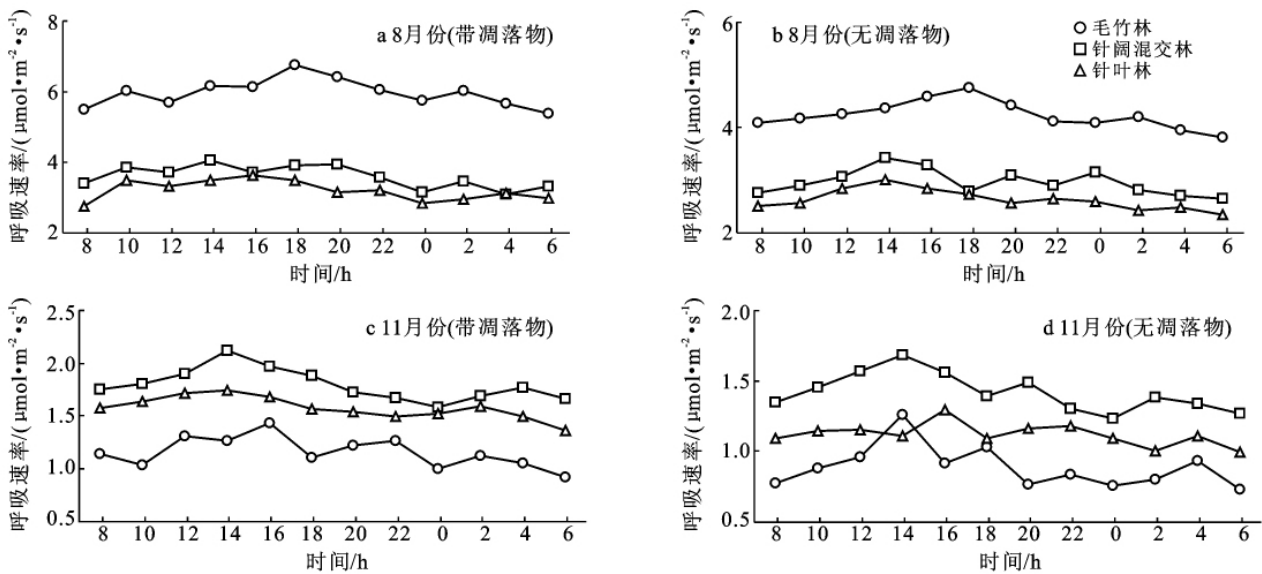 a 8月份(带凋落物)
呼吸速率/(μmol•m⁻²•s⁻¹)
8
6
4
2
8 10 12 14 16 18 20 22 0 2 4 6
时间/h
b 8月份(无凋落物)
毛竹林
针阔混交林
针叶林
呼吸速率/(μmol•m⁻²•s⁻¹)
6
4
2
8 10 12 14 16 18 20 22 0 2 4 6
时间/h
c 11月份(带凋落物)
呼吸速率/(μmol•m⁻²•s⁻¹)
2.5
2.0
1.5
1.0
0.5
8 10 12 14 16 18 20 22 0 2 4 6
时间/h
d 11月份(无凋落物)
呼吸速率/(μmol•m⁻²•s⁻¹)
2.0
1.5
1.0
0.5
8 10 12 14 16 18 20 22 0 2 4 6
时间/h